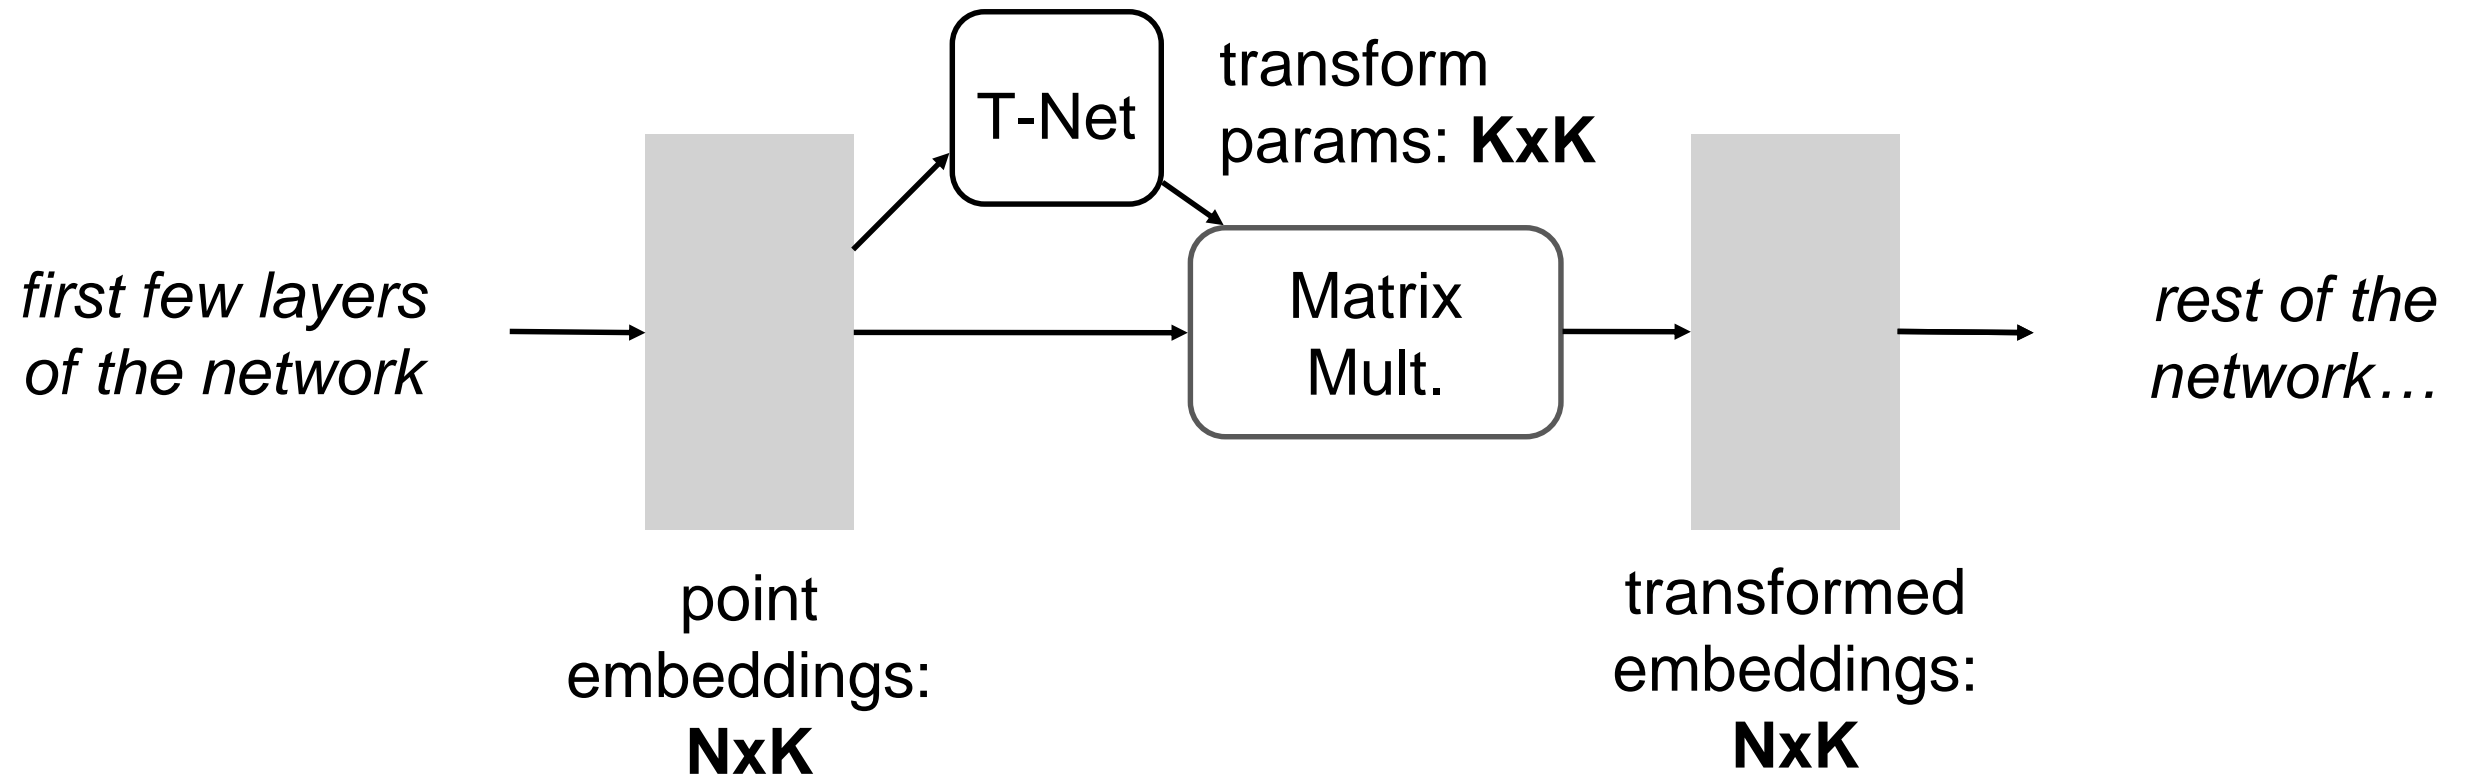 T-Net
transform
params: KxK
first few layers
of the network
Matrix
Mult.
rest of the
network…
point
embeddings:
NxK
transformed
embeddings:
NxK